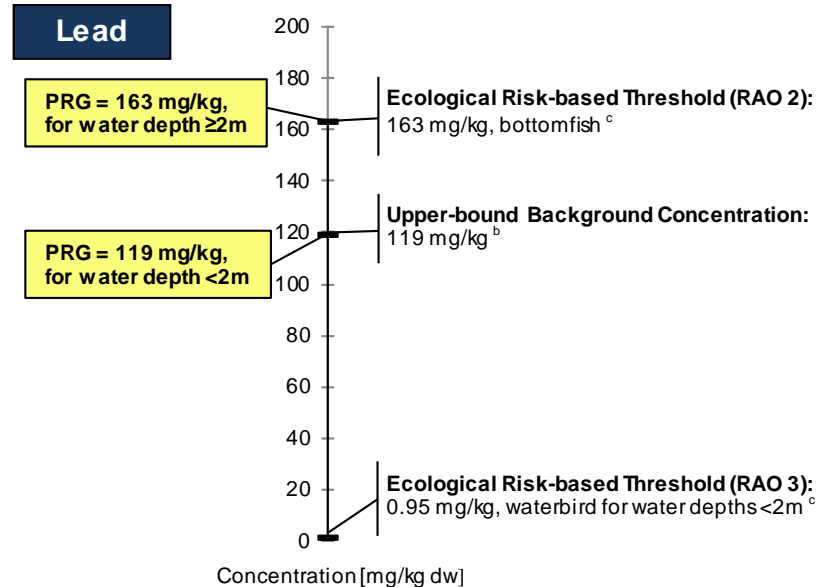 Lead
200
180
160
140
120
100
80
60
40
20
0
PRG = 163 mg/kg,
for water depth ≥2m
PRG = 119 mg/kg,
for water depth <2m
Ecological Risk-based Threshold (RAO 2):
163 mg/kg, bottomfish c
Upper-bound Background Concentration:
119 mg/kg b
Ecological Risk-based Threshold (RAO 3):
0.95 mg/kg, waterbird for water depths <2m c
Concentration [mg/kg dw]